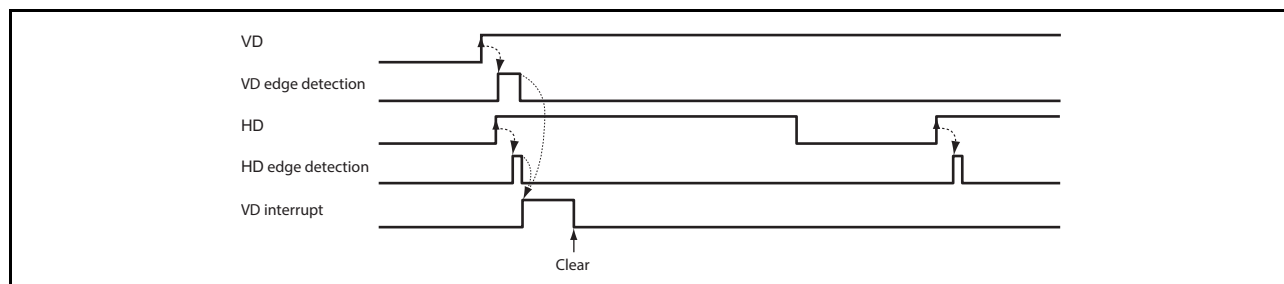 VD
VD edge detection
HD
HD edge detection
VD interrupt
Clear